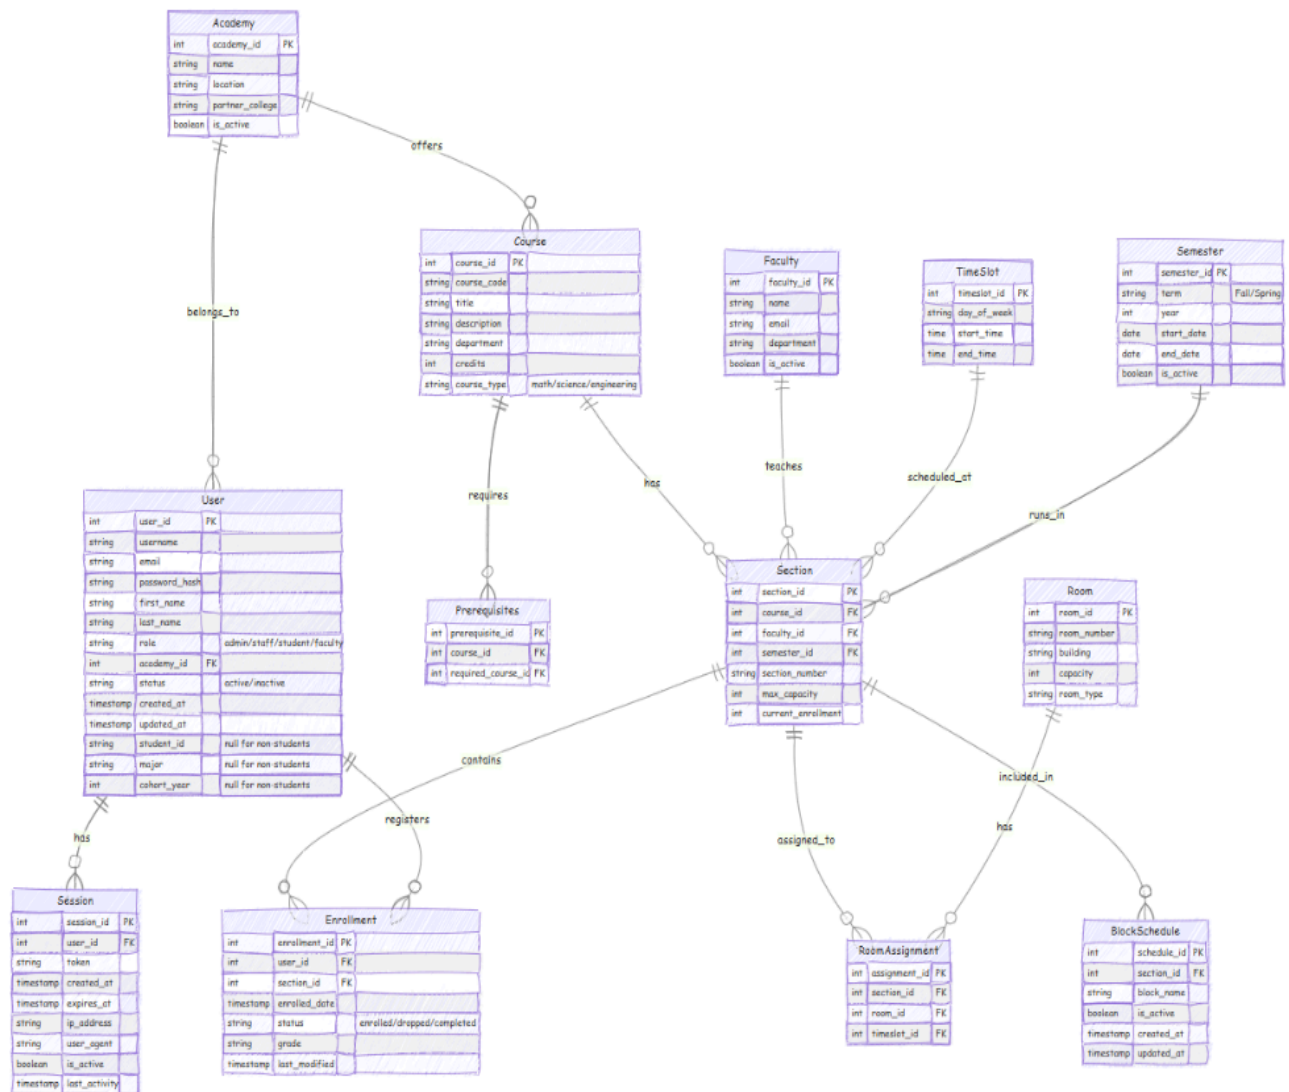 Academy
int academy_id PK
string name
string location
string partner_college
boolean is_active
offers
belongs_to
Course
int course_id PK
string course_code
string title
string description
string department
int credits
string course_type math/science/engineering
Faculty
int faculty_id PK
string name
string email
string department
boolean is_active
TimeSlot
int timeslot_id PK
string day_of_week
time start_time
time end_time
Semester
int semester_id PK
string term Fall/Spring
int year
date start_date
date end_date
boolean is_active
requires
has
teaches
scheduled_at
runs_in
User
int user_id PK
string username
string email
string password_hash
string first_name
string last_name
string role admin/staff/student/faculty
int academy_id FK
string status active/inactive
timestamp created_at
timestamp updated_at
string student_id null for non-students
string major null for non-students
int cohort_year null for non-students
Prerequisites
int prerequisite_id PK
int course_id FK
int required_course_id FK
Section
int section_id PK
int course_id FK
int faculty_id FK
int semester_id FK
string section_number
int max_capacity
int current_enrollment
Room
int room_id PK
string room_number
string building
int capacity
string room_type
contains
included_in
has
registers
assigned_to
has
Session
int session_id PK
int user_id FK
string token
timestamp created_at
timestamp expires_at
string ip_address
string user_agent
boolean is_active
timestamp last_activity
Enrollment
int enrollment_id PK
int user_id FK
int section_id FK
timestamp enrolled_date
string status enrolled/dropped/completed
string grade
timestamp last_modified
RoomAssignment
int assignment_id PK
int section_id FK
int room_id FK
int timeslot_id FK
BlockSchedule
int schedule_id PK
int section_id FK
string block_name
boolean is_active
timestamp created_at
timestamp updated_at